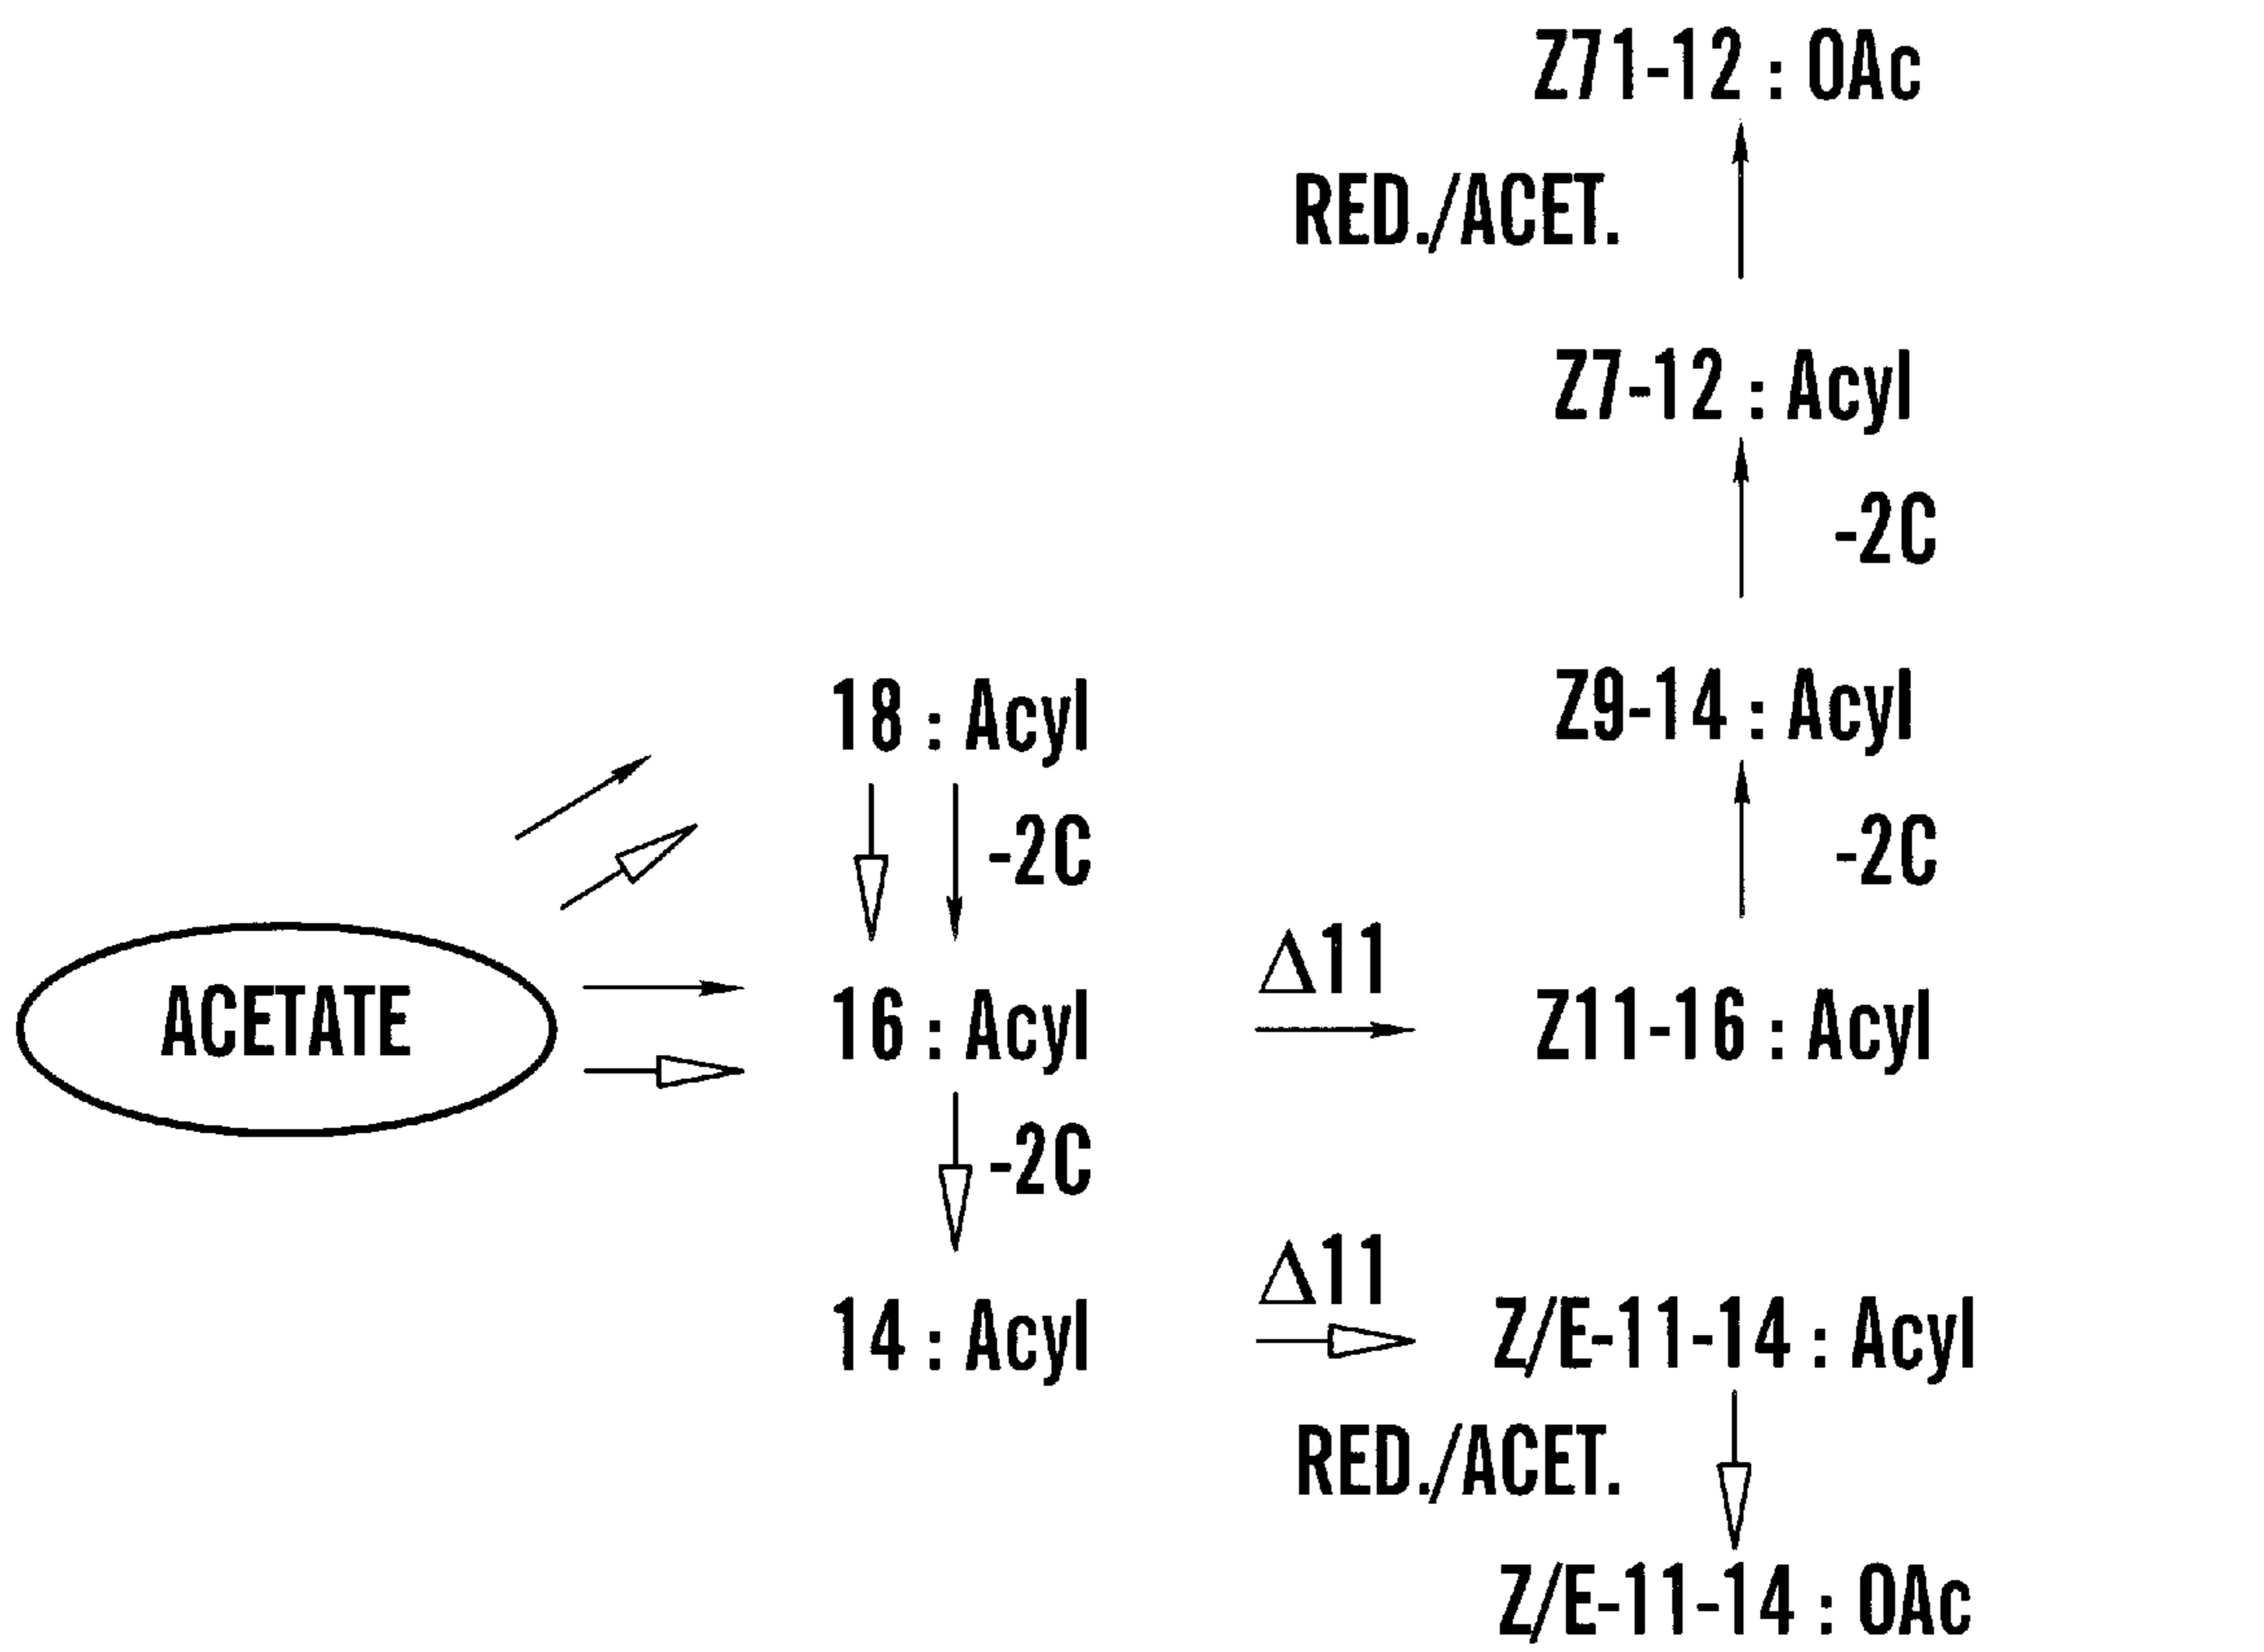 Z71-12 : OAc
RED./ACET.
Z7-12 : Acyl
-2C
18 : Acyl
Z9-14 : Acyl
-2C
-2C
Δ11
ACETATE
16 : Acyl
Z11-16 : Acyl
-2C
Δ11
14 : Acyl
Z/E-11-14 : Acyl
RED./ACET.
Z/E-11-14 : OAc